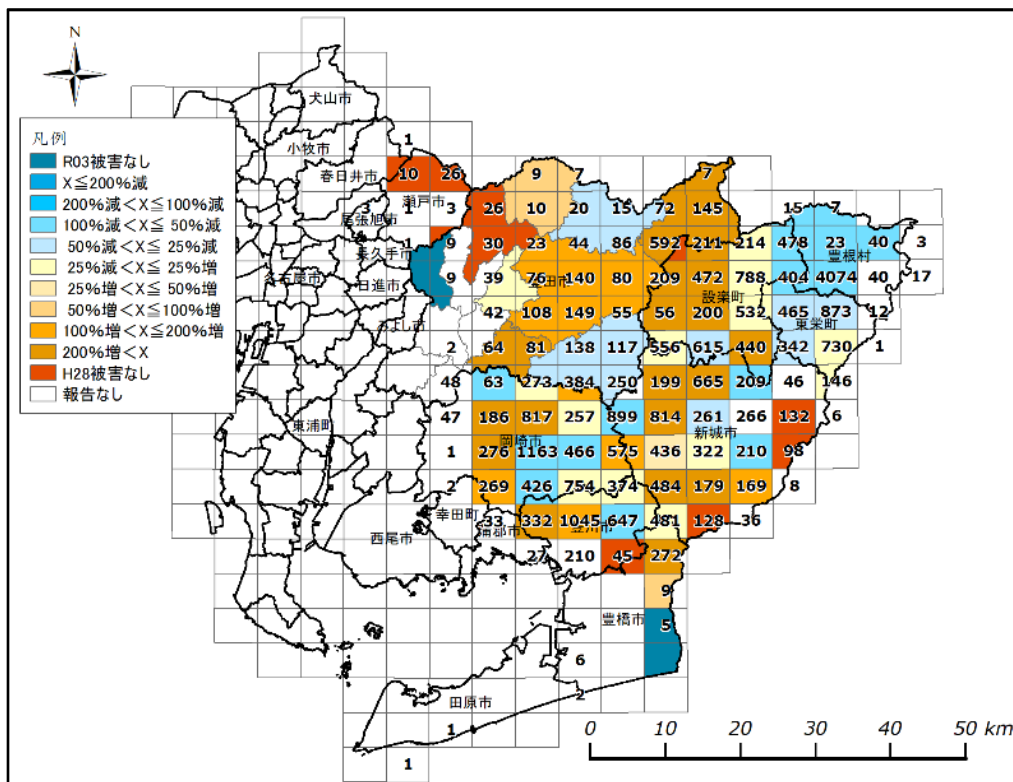 N
犬山市
小牧市
春日井市
瀬戸市
尾張旭市
長久手市
名古屋市
日進市
みよし市
豊田市
東浦町
岡崎市
幸田町
西尾市
蒲郡市
豊川市
豊橋市
田原市
新城市
設楽町
東栄町
豊根村
凡例
R03被害なし
X≦200%減
200%減<X≦100%減
100%減<X≦50%減
50%減<X≦25%減
25%減<X≦25%増
25%増<X≦50%増
50%増<X≦100%増
100%増<X≦200%増
200%増<X
H28被害なし
報告なし
1
10 26 9 7 7
1 3 26 10 20 15 72 145 15 7
1 9 30 23 44 86 592 211 214 478 23 40 3
9 39 76 140 80 209 472 788 404 4074 40 17
42 108 149 55 56 200 532 465 873 12
2 64 81 138 117 556 615 440 342 730 1
48 63 273 384 250 199 665 209 46 146
47 186 817 257 899 814 261 266 132 6
1 276 1163 466 575 436 322 210 98
2 269 426 754 374 484 179 169 8
33 332 1045 647 481 128 36
27 210 45 272
9
5
6
2
1
1
0 10 20 30 40 50 km